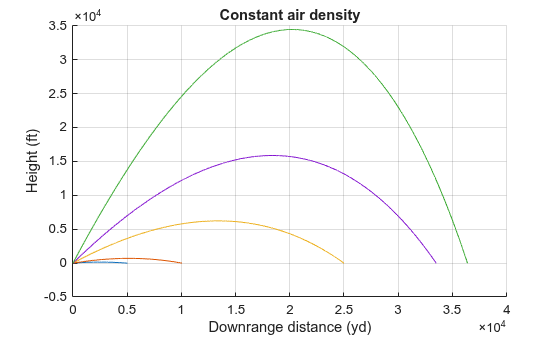 Constant air density
×10⁴
3.5
3
2.5
2
1.5
1
0.5
0
-0.5
Height (ft)
0 0.5 1 1.5 2 2.5 3 3.5 4
Downrange distance (yd)
×10⁴